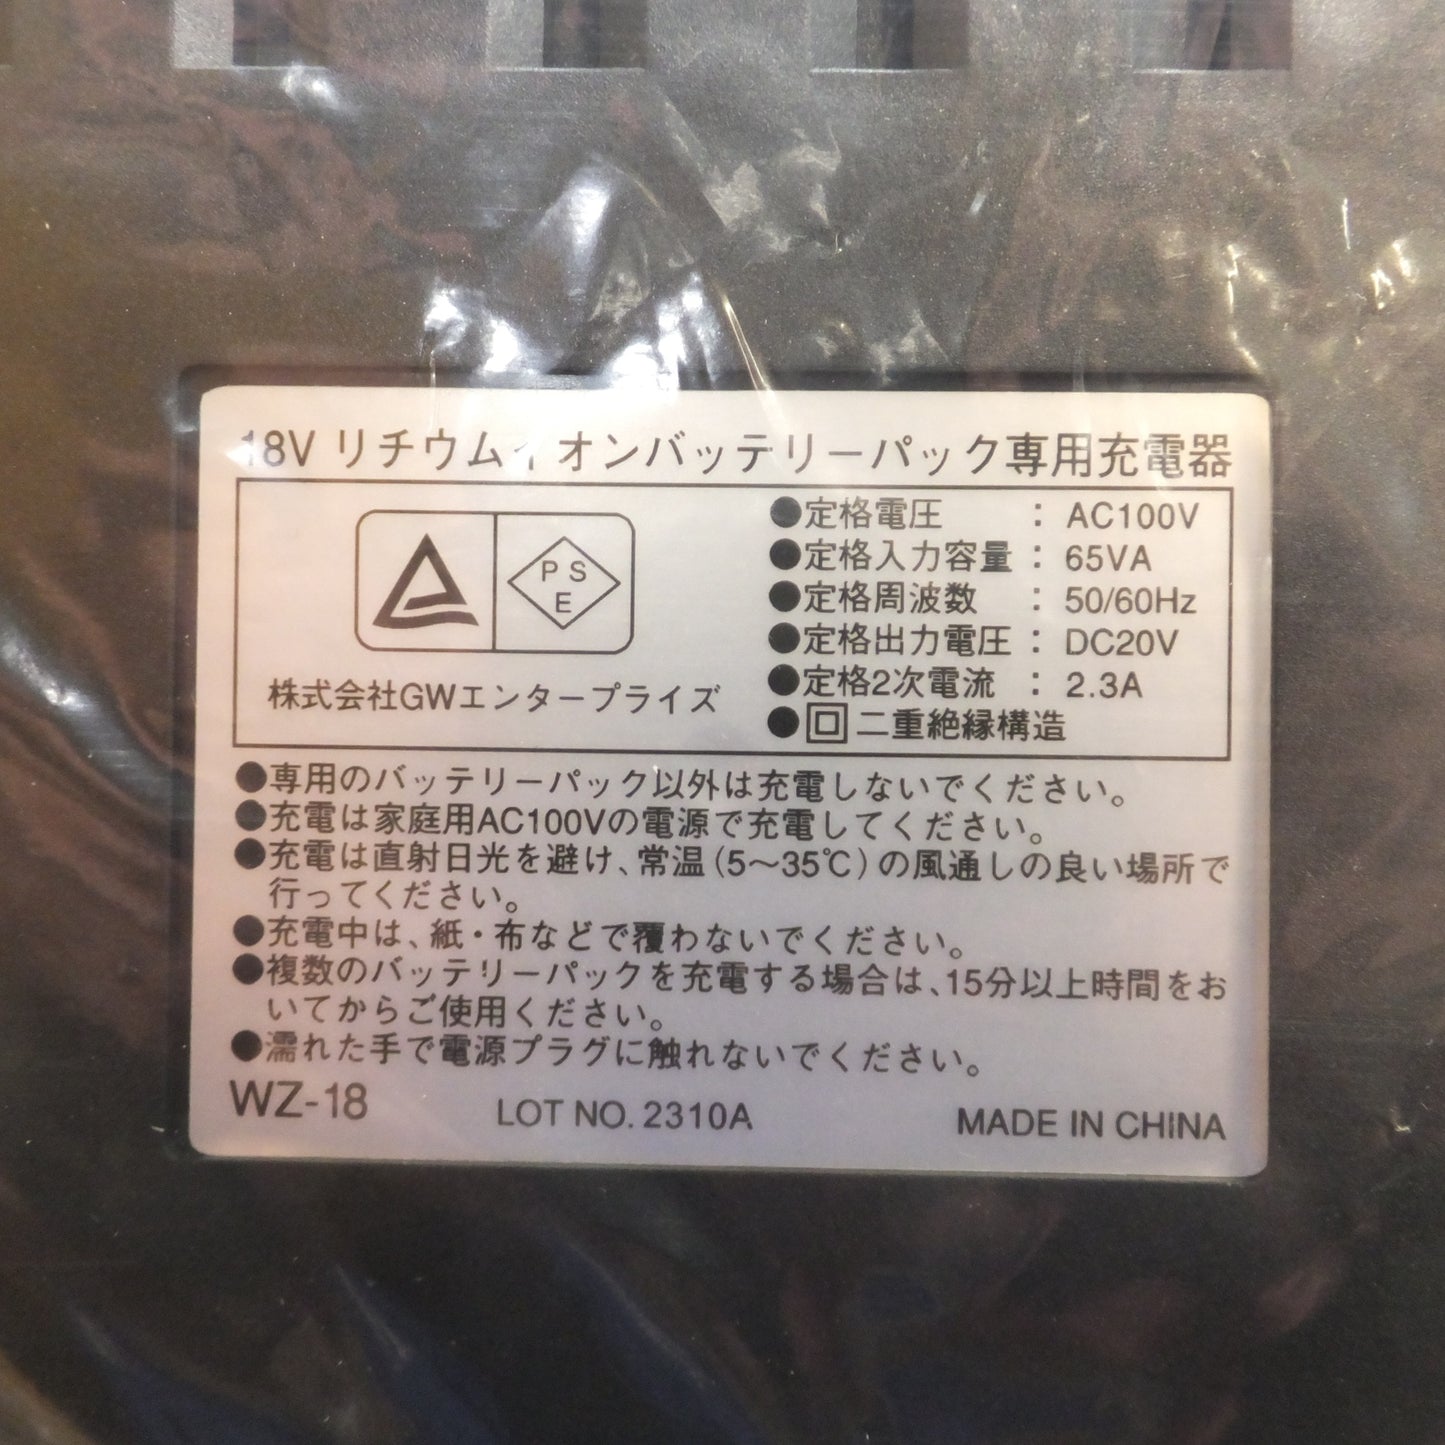 18V リチウムイオンバッテリーパック専用充電器
P S
E
株式会社GWエンタープライズ
●定格電圧 : AC100V
●定格入力容量 : 65VA
●定格周波数 : 50/60Hz
●定格出力電圧 : DC20V
●定格2次電流 : 2.3A
●回二重絶縁構造
●専用のバッテリーパック以外は充電しないでください。
●充電は家庭用AC100Vの電源で充電してください。
●充電は直射日光を避け、常温(5〜35℃)の風通しの良い場所で
行ってください。
●充電中は、紙・布などで覆わないでください。
●複数のバッテリーパックを充電する場合は、15分以上時間をお
いてからご使用ください。
●濡れた手で電源プラグに触れないでください。
WZ-18 LOT NO. 2310A MADE IN CHINA